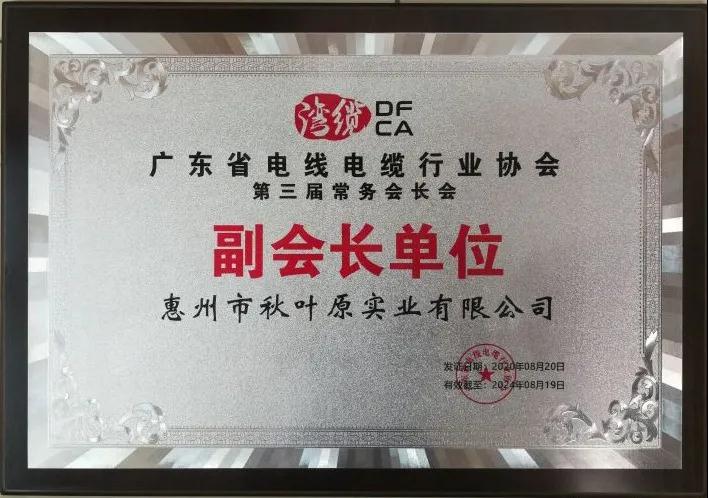 湾缆 DF
CA
广东省电线电缆行业协会
第三届常务会长会
副会长单位
惠州市秋叶原实业有限公司
发证日期：2020年08月20日
有效截至：2024年08月19日